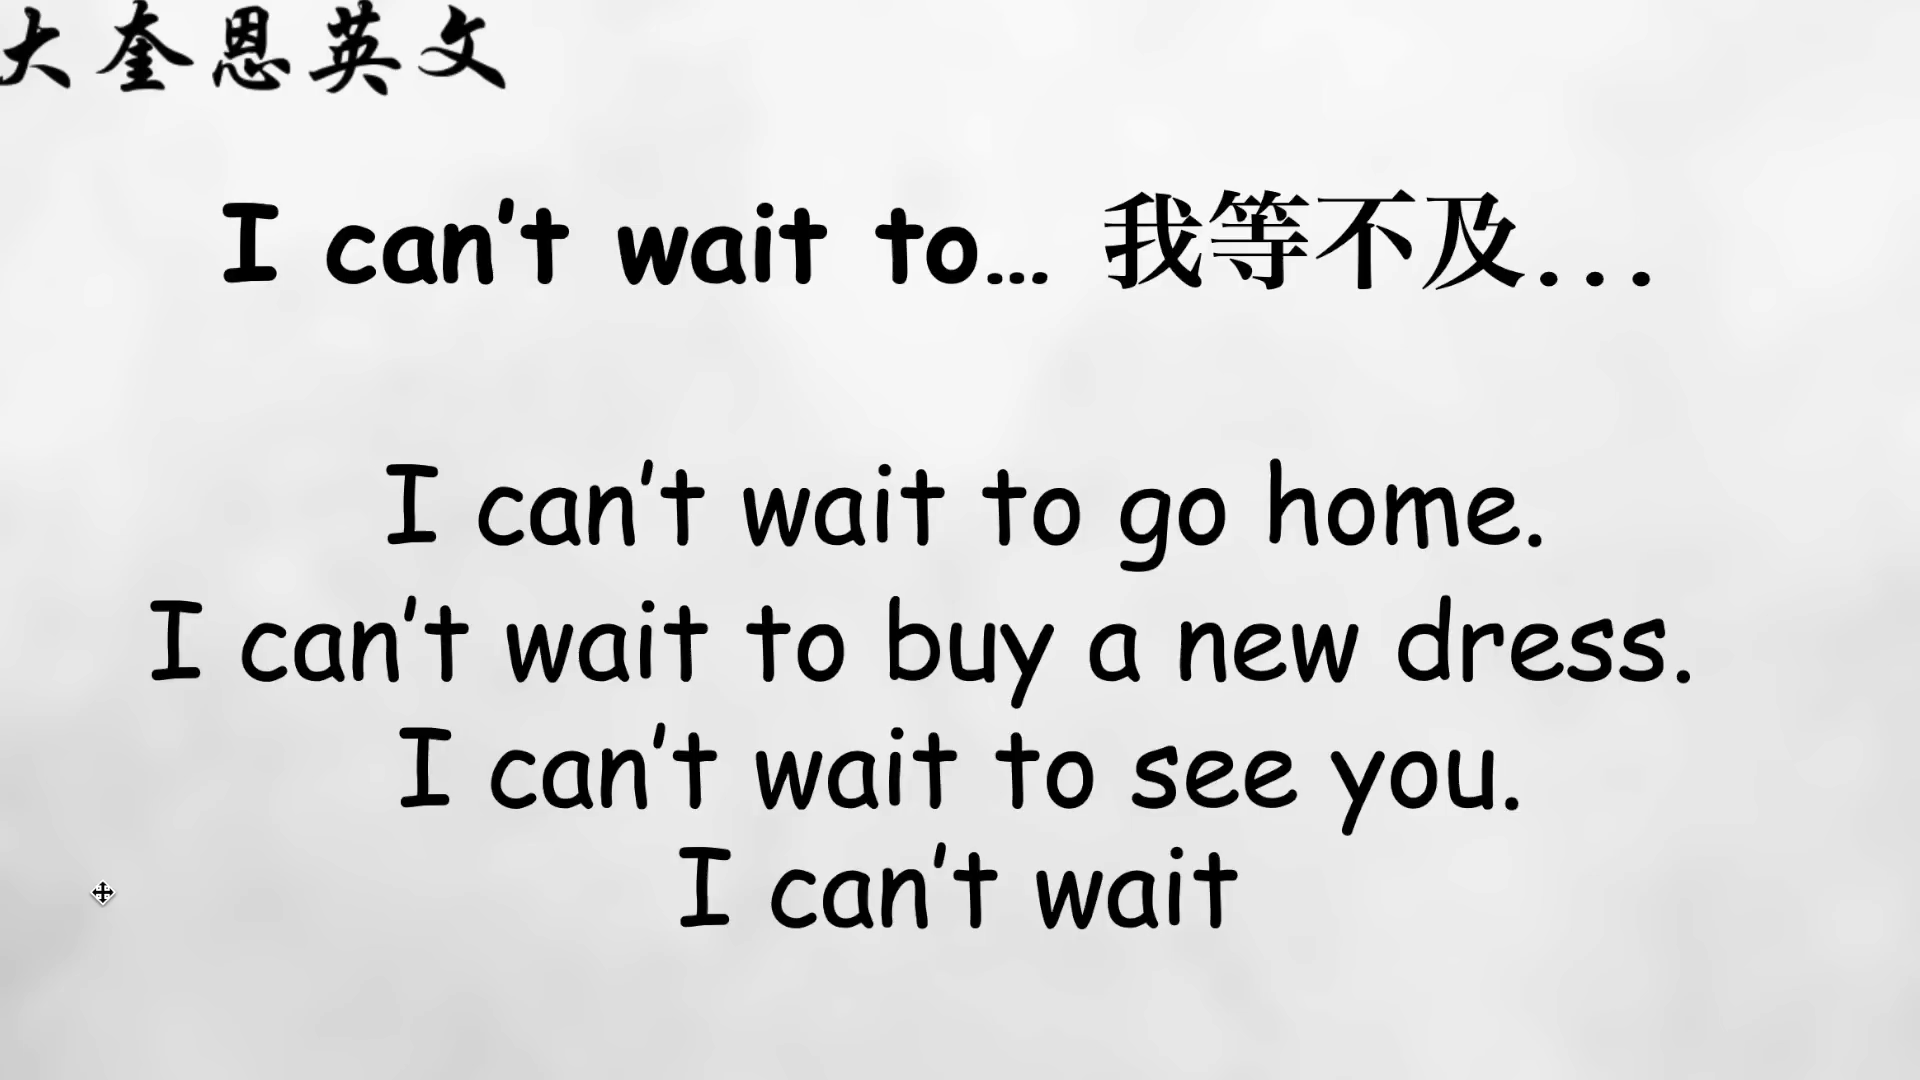 大奎恩英文
I can't wait to… 我等不及...
I can't wait to go home.
I can't wait to buy a new dress.
I can't wait to see you.
I can't wait